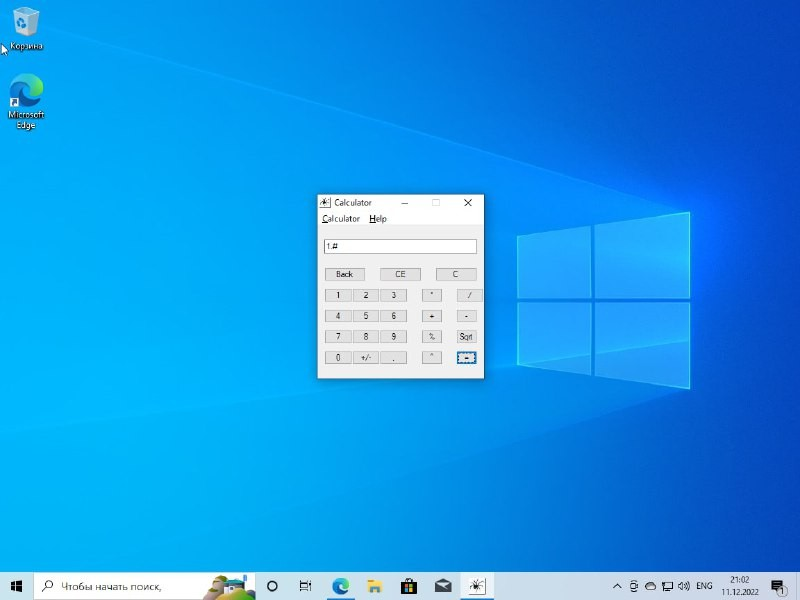 Корзина
Microsoft
Edge
Calculator
Calculator Help
1.#
Back CE C
1 2 3 * /
4 5 6 + -
7 8 9 % Sqrt
0 +/- . ^ =
Чтобы начать поиск,
ENG
21:02
11.12.2022
1